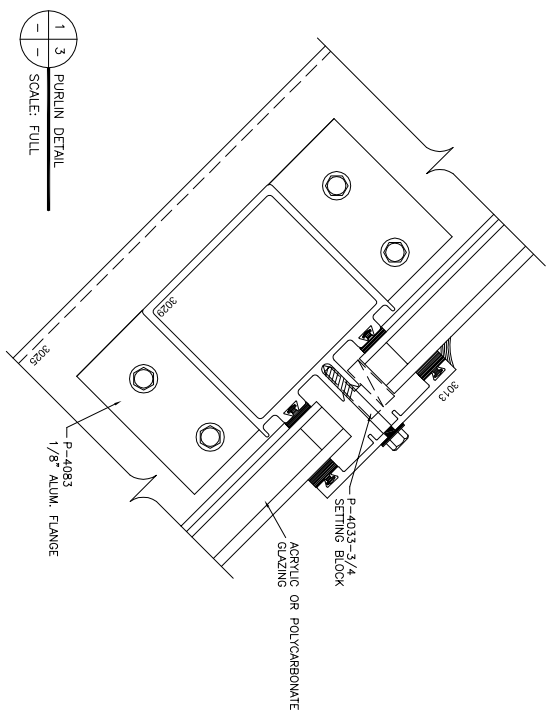 1
3
-
-
PURLIN DETAIL
SCALE: FULL
3029
3025
3013
P-4083
1/8" ALUM. FLANGE
P-4033-3/4
SETTING BLOCK
ACRYLIC OR POLYCARBONATE
GLAZING